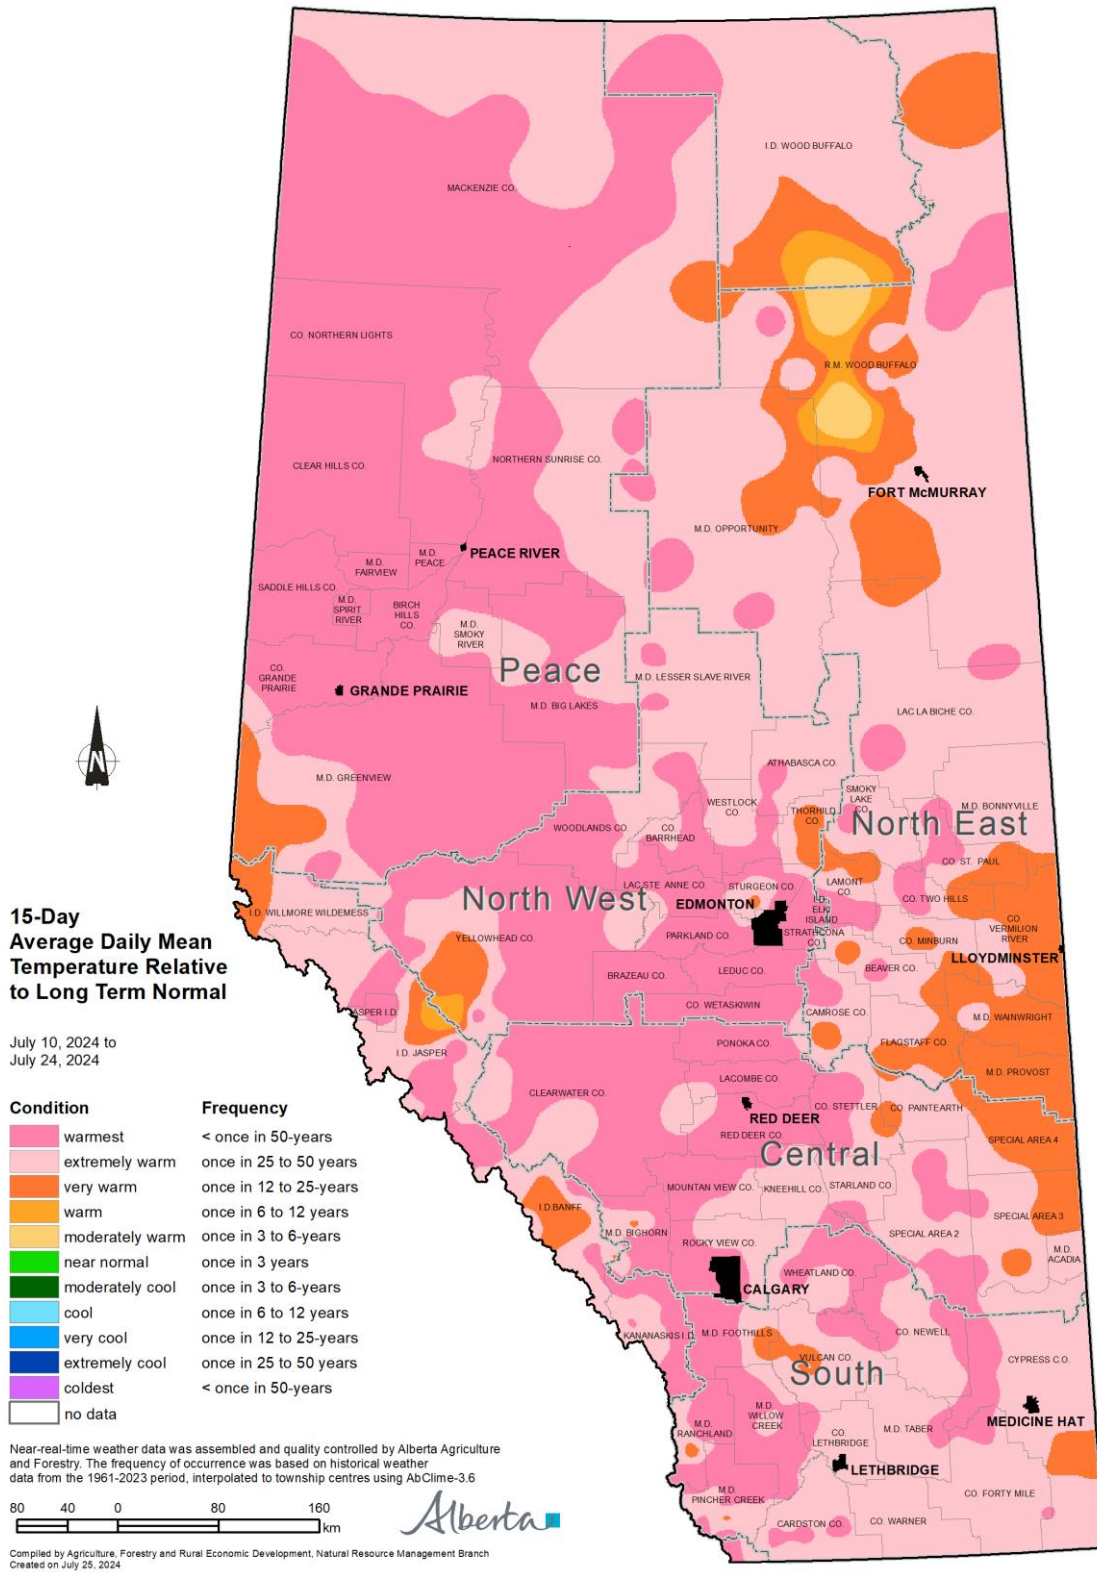 I.D. WOOD BUFFALO
MACKENZIE CO.
CO. NORTHERN LIGHTS
R.M. WOOD BUFFALO
NORTHERN SUNRISE CO.
CLEAR HILLS CO.
FORT McMURRAY
M.D. OPPORTUNITY
PEACE RIVER
M.D.
PEACE
M.D.
FAIRVIEW
SADDLE HILLS CO.
M.D.
SPIRIT
RIVER
BIRCH
HILLS
CO.
M.D.
SMOKY
RIVER
Peace
CO.
GRANDE
PRAIRIE
GRANDE PRAIRIE
M.D. LESSER SLAVE RIVER
M.D. BIG LAKES
LAC LA BICHE CO.
N
M.D. GREENVIEW
ATHABASCA CO.
SMOKY
LAKE
CO.
M.D. BONNYVILLE
WESTLOCK
CO.
THORHILD
CO.
North East
WOODLANDS CO.
CO.
BARRHEAD
CO. ST. PAUL
LAC STE ANNE CO.
STURGEON CO.
LAMONT
CO.
CO. TWO HILLS
North West
EDMONTON
I.D.
ELK
ISLAND
I.D. WILLMORE WILDERNESS
CO.
VERMILION
RIVER
YELLOWHEAD CO.
PARKLAND CO.
STRATHCONA
CO.
CO. MINBURN
LLOYDMINSTER
BRAZEAU CO.
LEDUC CO.
BEAVER CO.
CO. WETASKIWIN
CAMROSE CO.
M.D. WAINWRIGHT
JASPER I.D.
PONOKA CO.
FLAGSTAFF CO.
I.D. JASPER
M.D. PROVOST
LACOMBE CO.
CLEARWATER CO.
CO. STETTLER
CO. PAINTEARTH
RED DEER
RED DEER CO.
SPECIAL AREA 4
Central
MOUNTAIN VIEW CO.
KNEEHILL CO.
STARLAND CO.
I.D. BANFF
SPECIAL AREA 3
M.D. BIGHORN
SPECIAL AREA 2
ROCKY VIEW CO.
M.D.
ACADIA
WHEATLAND CO.
CALGARY
KANANASKIS I.D.
M.D. FOOTHILLS
CO. NEWELL
VULCAN CO.
CYPRESS C.O.
South
M.D.
WILLOW
CREEK
MEDICINE HAT
M.D.
RANCHLAND
CO.
LETHBRIDGE
M.D. TABER
LETHBRIDGE
M.D.
PINCHER CREEK
CO. FORTY MILE
CARDSTON CO.
CO. WARNER
15-Day
Average Daily Mean
Temperature Relative
to Long Term Normal
July 10, 2024 to
July 24, 2024
Condition Frequency
warmest < once in 50-years
extremely warm once in 25 to 50 years
very warm once in 12 to 25-years
warm once in 6 to 12 years
moderately warm once in 3 to 6-years
near normal once in 3 years
moderately cool once in 3 to 6-years
cool once in 6 to 12 years
very cool once in 12 to 25-years
extremely cool once in 25 to 50 years
coldest < once in 50-years
no data
Near-real-time weather data was assembled and quality controlled by Alberta Agriculture
and Forestry. The frequency of occurrence was based on historical weather
data from the 1961-2023 period, interpolated to township centres using AbClime-3.6
80 40 0 80 160
km
Alberta
Compiled by Agriculture, Forestry and Rural Economic Development, Natural Resource Management Branch
Created on July 25, 2024